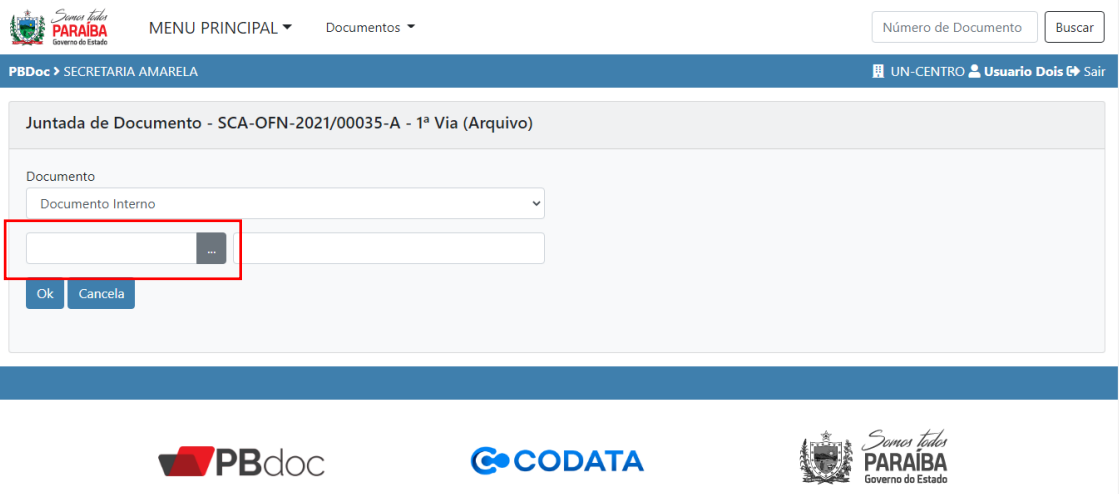 Somos todos
PARAÍBA
Governo do Estado
MENU PRINCIPAL
Documentos
Número de Documento
Buscar
PBDoc > SECRETARIA AMARELA
UN-CENTRO Usuario Dois Sair
Juntada de Documento - SCA-OFN-2021/00035-A - 1ª Via (Arquivo)
Documento
Documento Interno
...
Ok
Cancela
PBdoc
CODATA
Somos todos
PARAÍBA
Governo do Estado